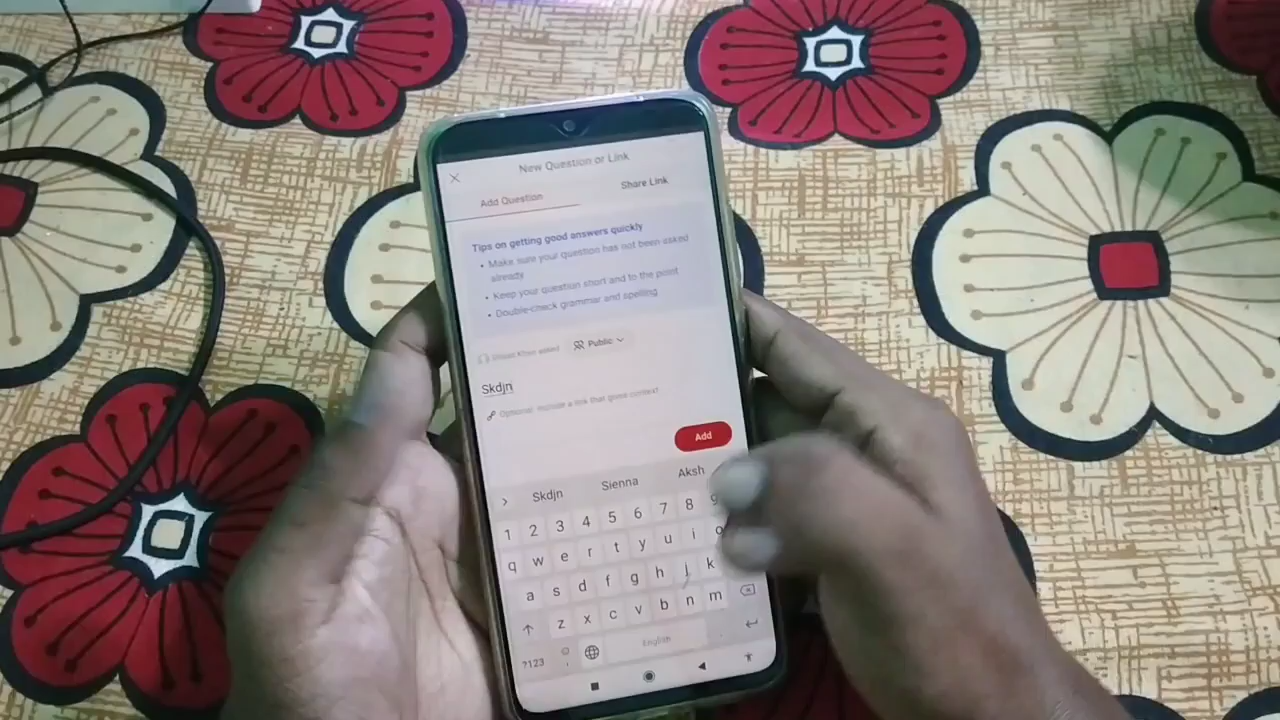 New Question or Link
Add Question
Share Link
Tips on getting good answers quickly
• Make sure your question has not been asked
already
• Keep your question short and to the point
• Double-check grammar and spelling
asked
Public
Skdjn
Optional: include a link that gives context
Add
Skdjn Sienna Aksh
1 2 3 4 5 6 7 8 9
q w e r t y u i o
a s d f g h j k
z x c v b n m
?123 , English .